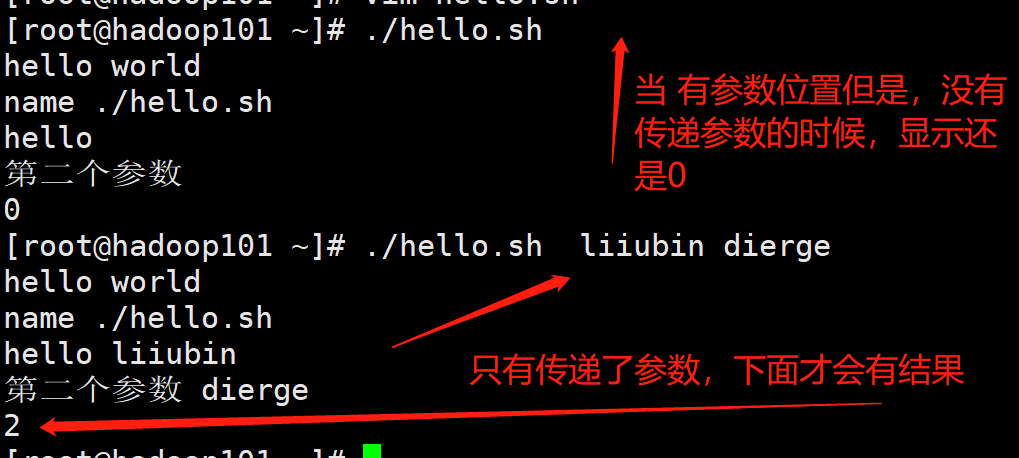 [root@hadoop101 ~]# vim hello.sh
[root@hadoop101 ~]# ./hello.sh
hello world
name ./hello.sh
hello
第二个参数
0
当 有参数位置但是，没有
传递参数的时候，显示还
是0
[root@hadoop101 ~]# ./hello.sh  liiubin dierge
hello world
name ./hello.sh
hello liiubin
第二个参数 dierge
2
只有传递了参数，下面才会有结果
[root@hadoop101 ~]#